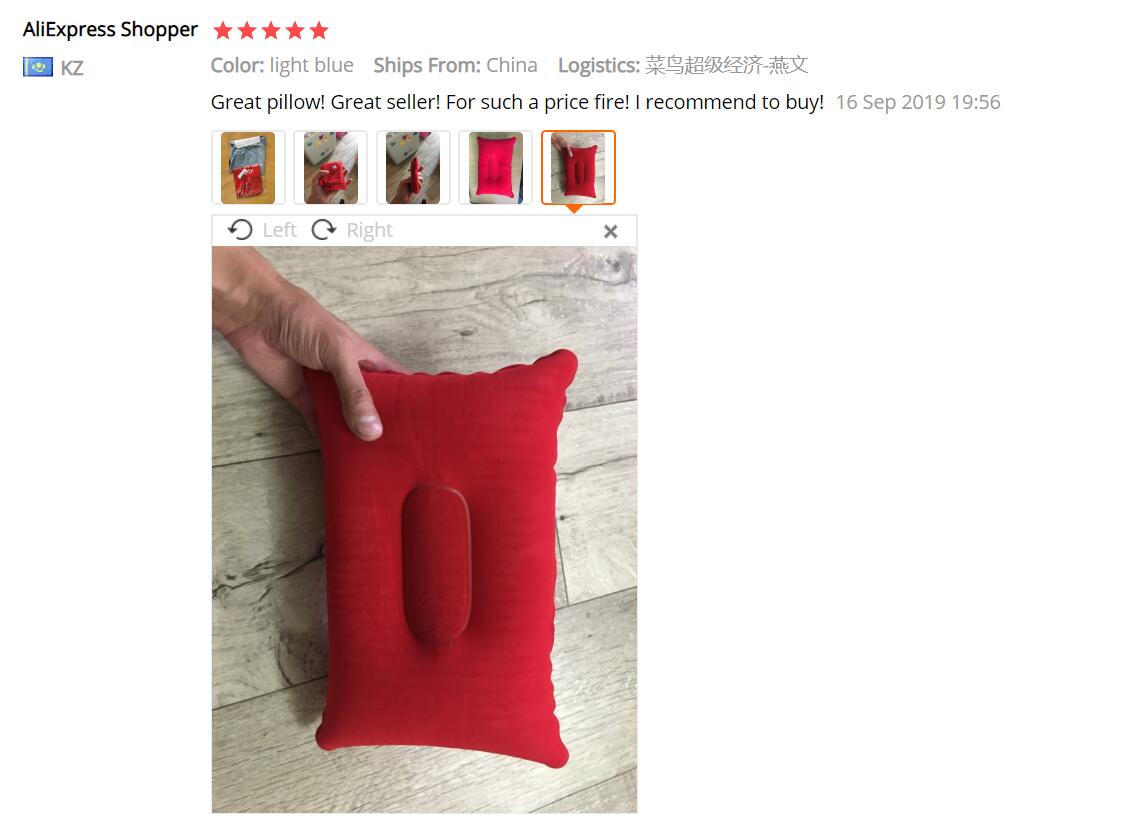 AliExpress Shopper
KZ
Color: light blue Ships From: China Logistics: 菜鸟超级经济-燕文
Great pillow! Great seller! For such a price fire! I recommend to buy! 16 Sep 2019 19:56
Left Right